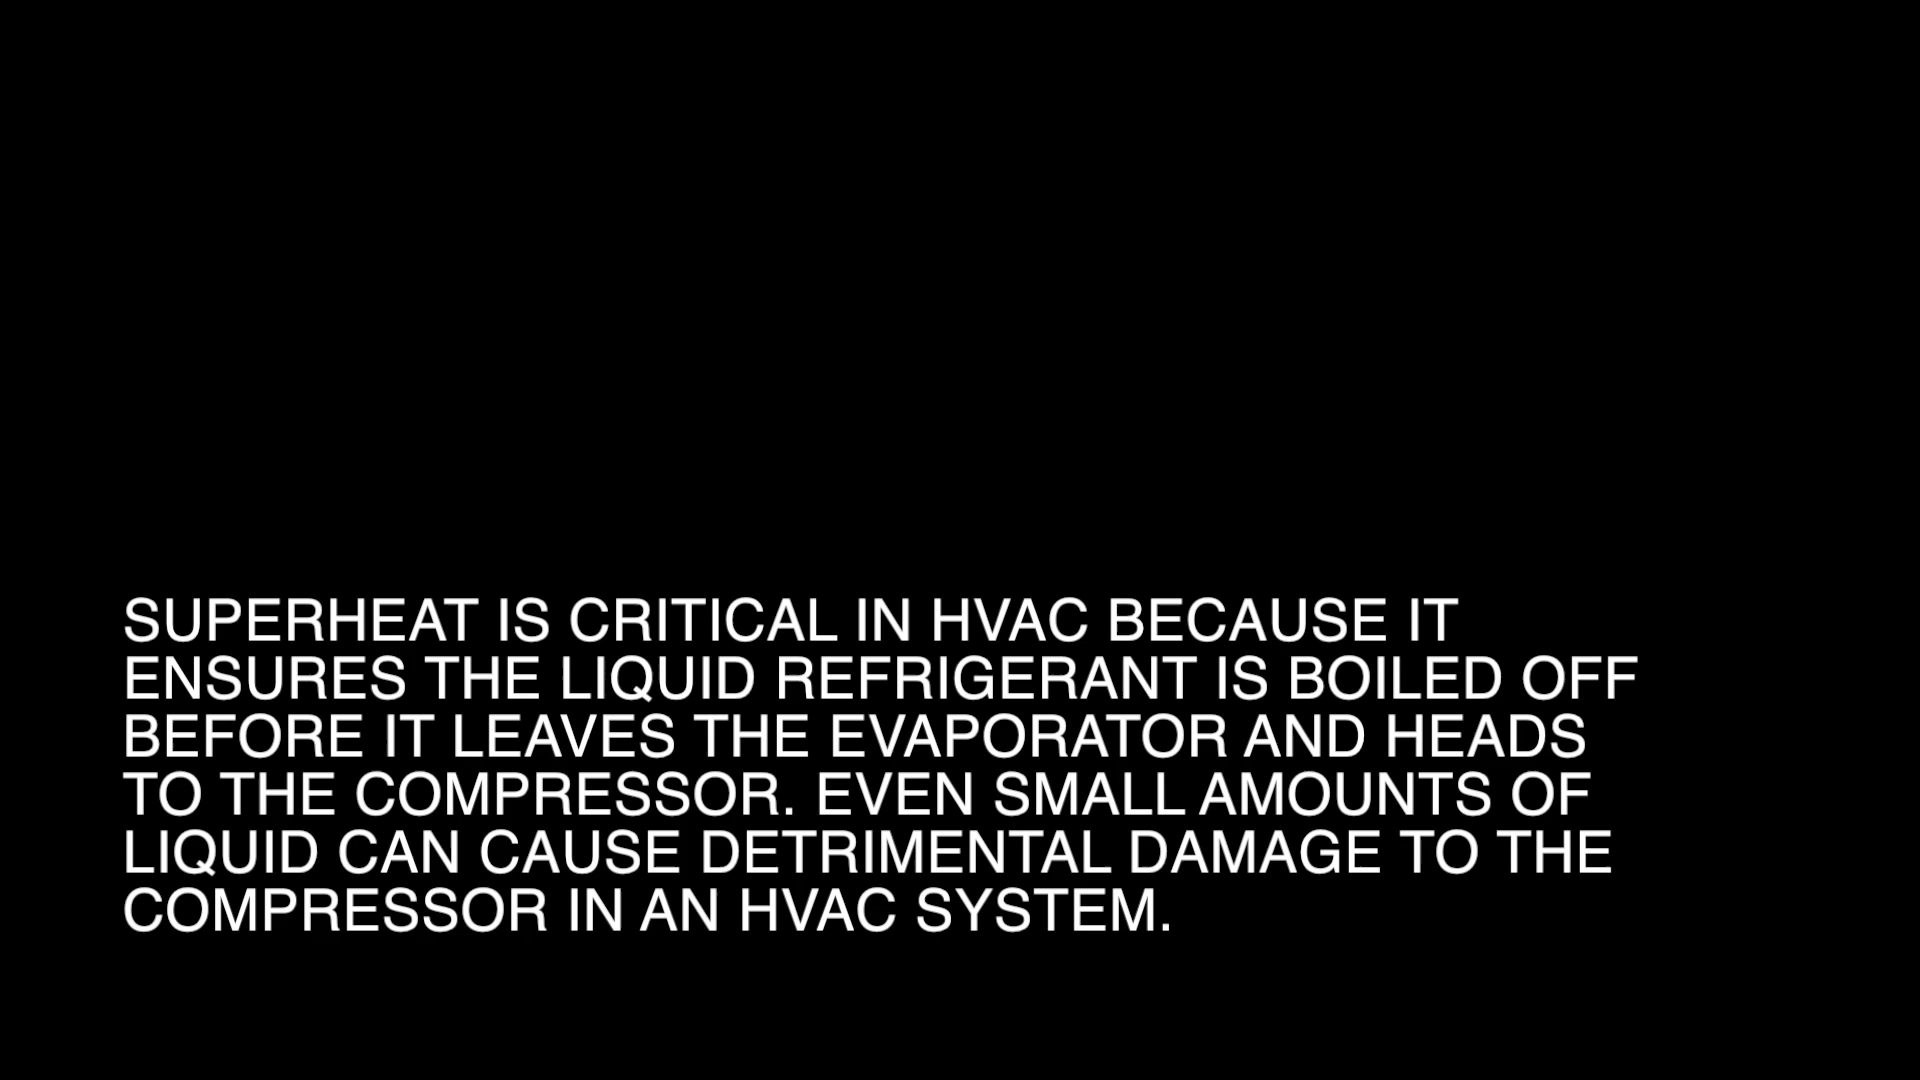 SUPERHEAT IS CRITICAL IN HVAC BECAUSE IT
ENSURES THE LIQUID REFRIGERANT IS BOILED OFF
BEFORE IT LEAVES THE EVAPORATOR AND HEADS
TO THE COMPRESSOR. EVEN SMALL AMOUNTS OF
LIQUID CAN CAUSE DETRIMENTAL DAMAGE TO THE
COMPRESSOR IN AN HVAC SYSTEM.